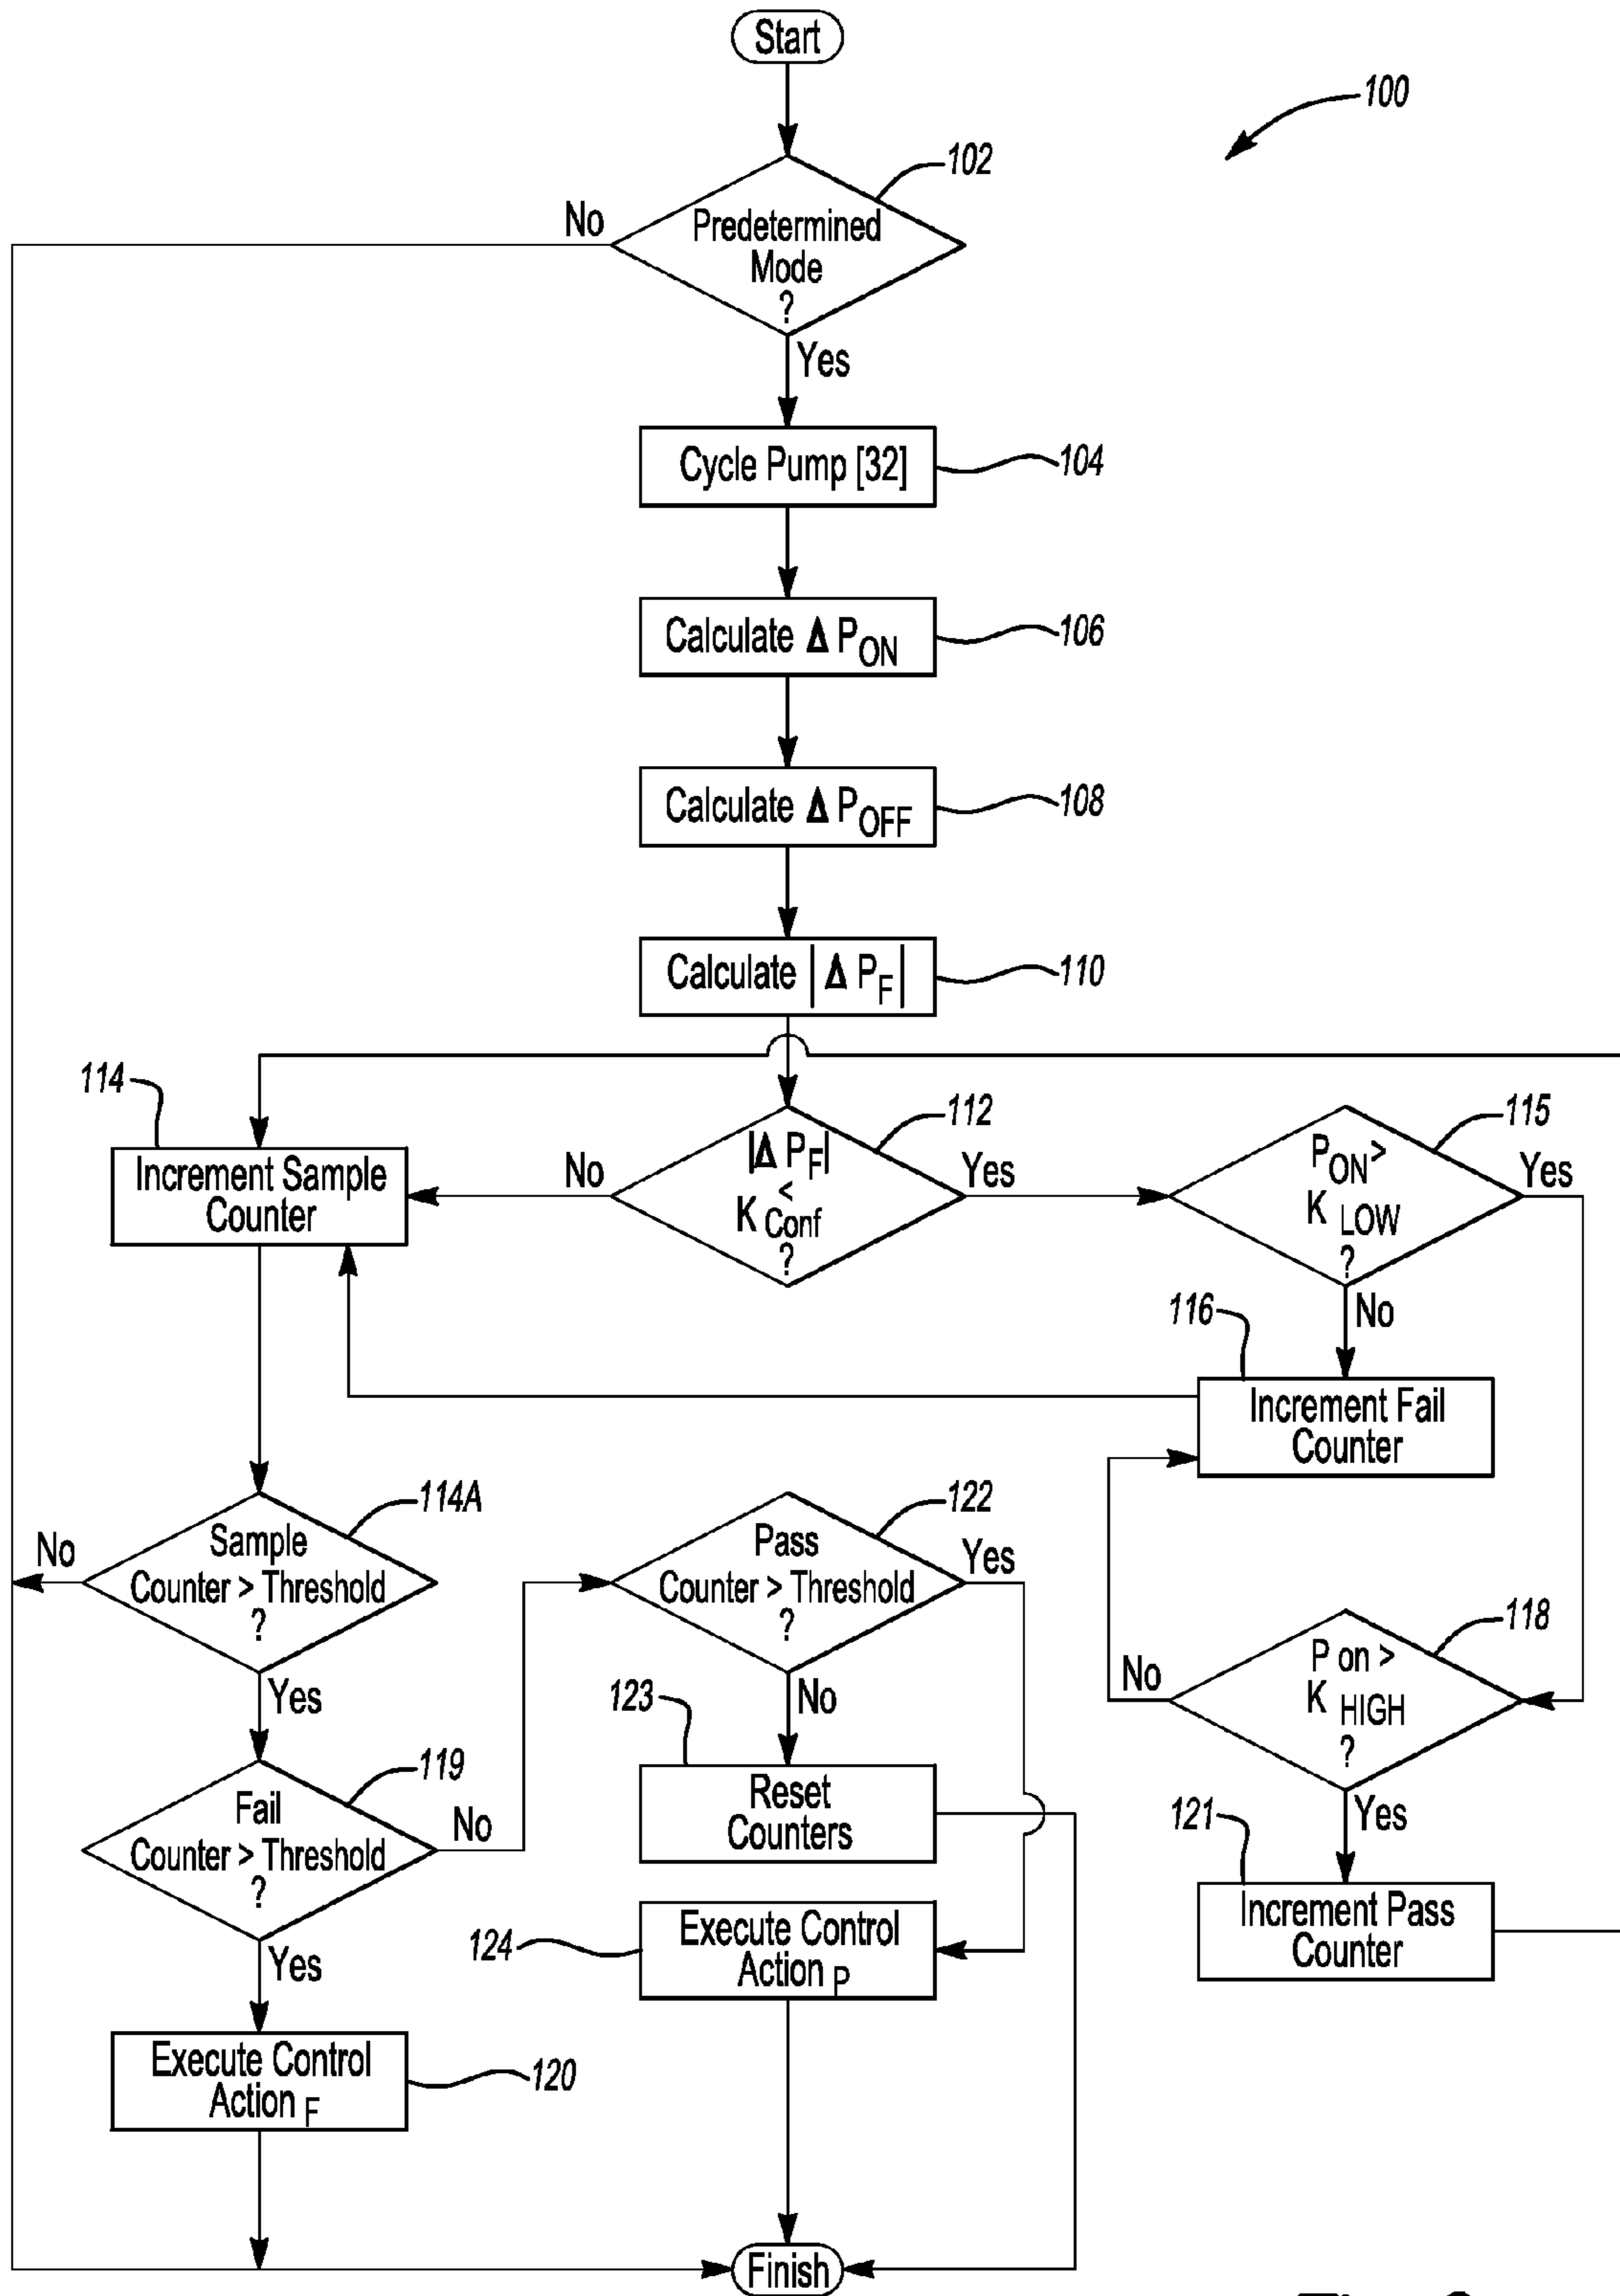 Start
100
102
No
Predetermined
Mode
?
Yes
Cycle Pump [32]
104
Calculate Δ P_ON
106
Calculate Δ P_OFF
108
Calculate |Δ P_F|
110
114
Increment Sample
Counter
No
112
|Δ P_F|
<
K Conf
?
Yes
115
P_ON >
K LOW
?
Yes
No
116
Increment Fail
Counter
114A
No
Sample
Counter > Threshold
?
Yes
122
Pass
Counter > Threshold
?
Yes
No
118
P on >
K HIGH
?
No
Yes
123
Reset
Counters
119
Fail
Counter > Threshold
?
No
Yes
121
Increment Pass
Counter
124
Execute Control
Action P
Execute Control
Action F
120
Finish